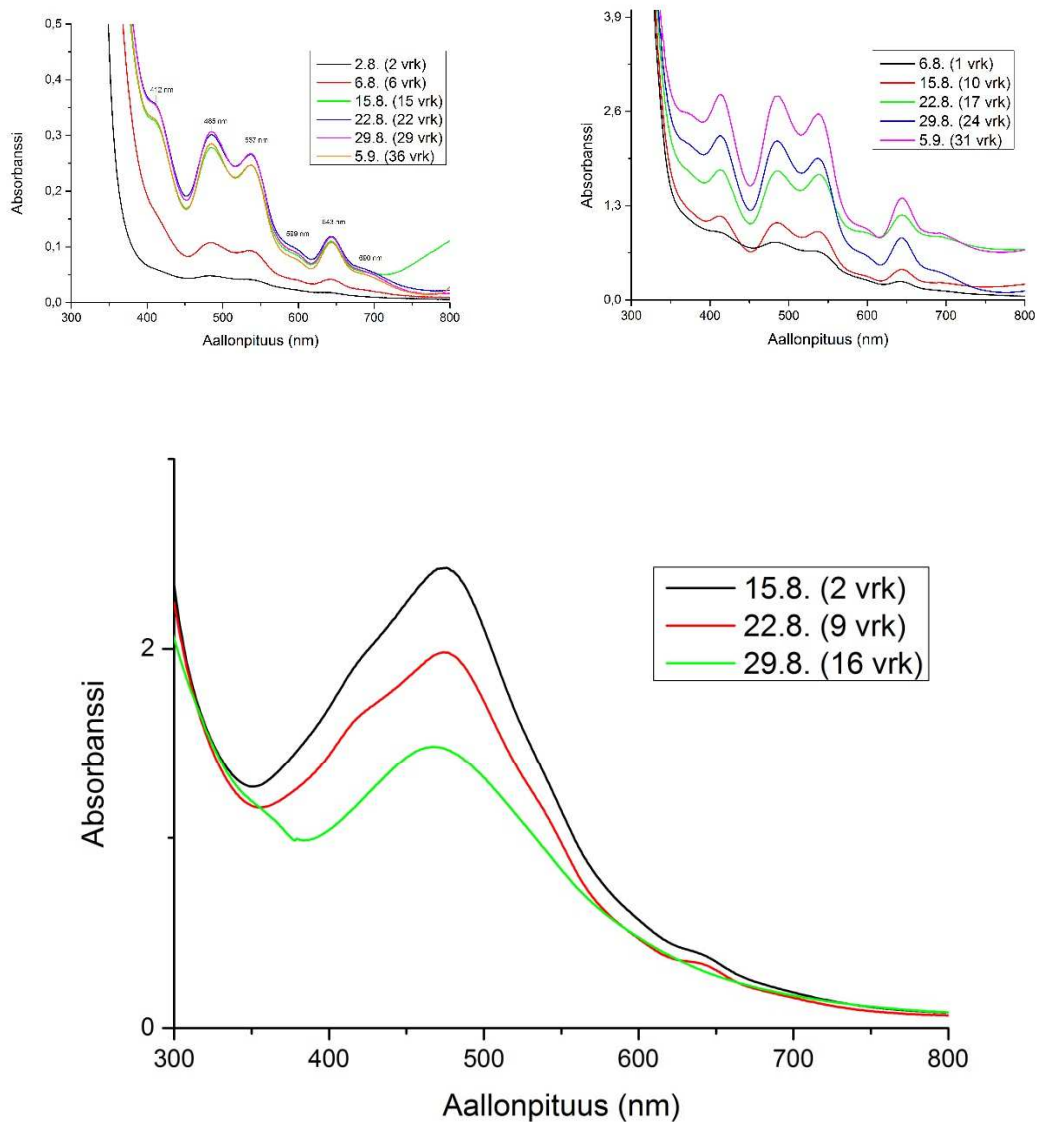 0,5
0,4
0,3
0,2
0,1
0,0
Absorbanssi
412 nm
485 nm
537 nm
599 nm
643 nm
690 nm
2.8. (2 vrk)
6.8. (6 vrk)
15.8. (15 vrk)
22.8. (22 vrk)
29.8. (29 vrk)
5.9. (36 vrk)
300 400 500 600 700 800
Aallonpituus (nm)
3,9
2,6
1,3
0,0
Absorbanssi
6.8. (1 vrk)
15.8. (10 vrk)
22.8. (17 vrk)
29.8. (24 vrk)
5.9. (31 vrk)
300 400 500 600 700 800
Aallonpituus (nm)
2
0
Absorbanssi
15.8. (2 vrk)
22.8. (9 vrk)
29.8. (16 vrk)
300 400 500 600 700 800
Aallonpituus (nm)